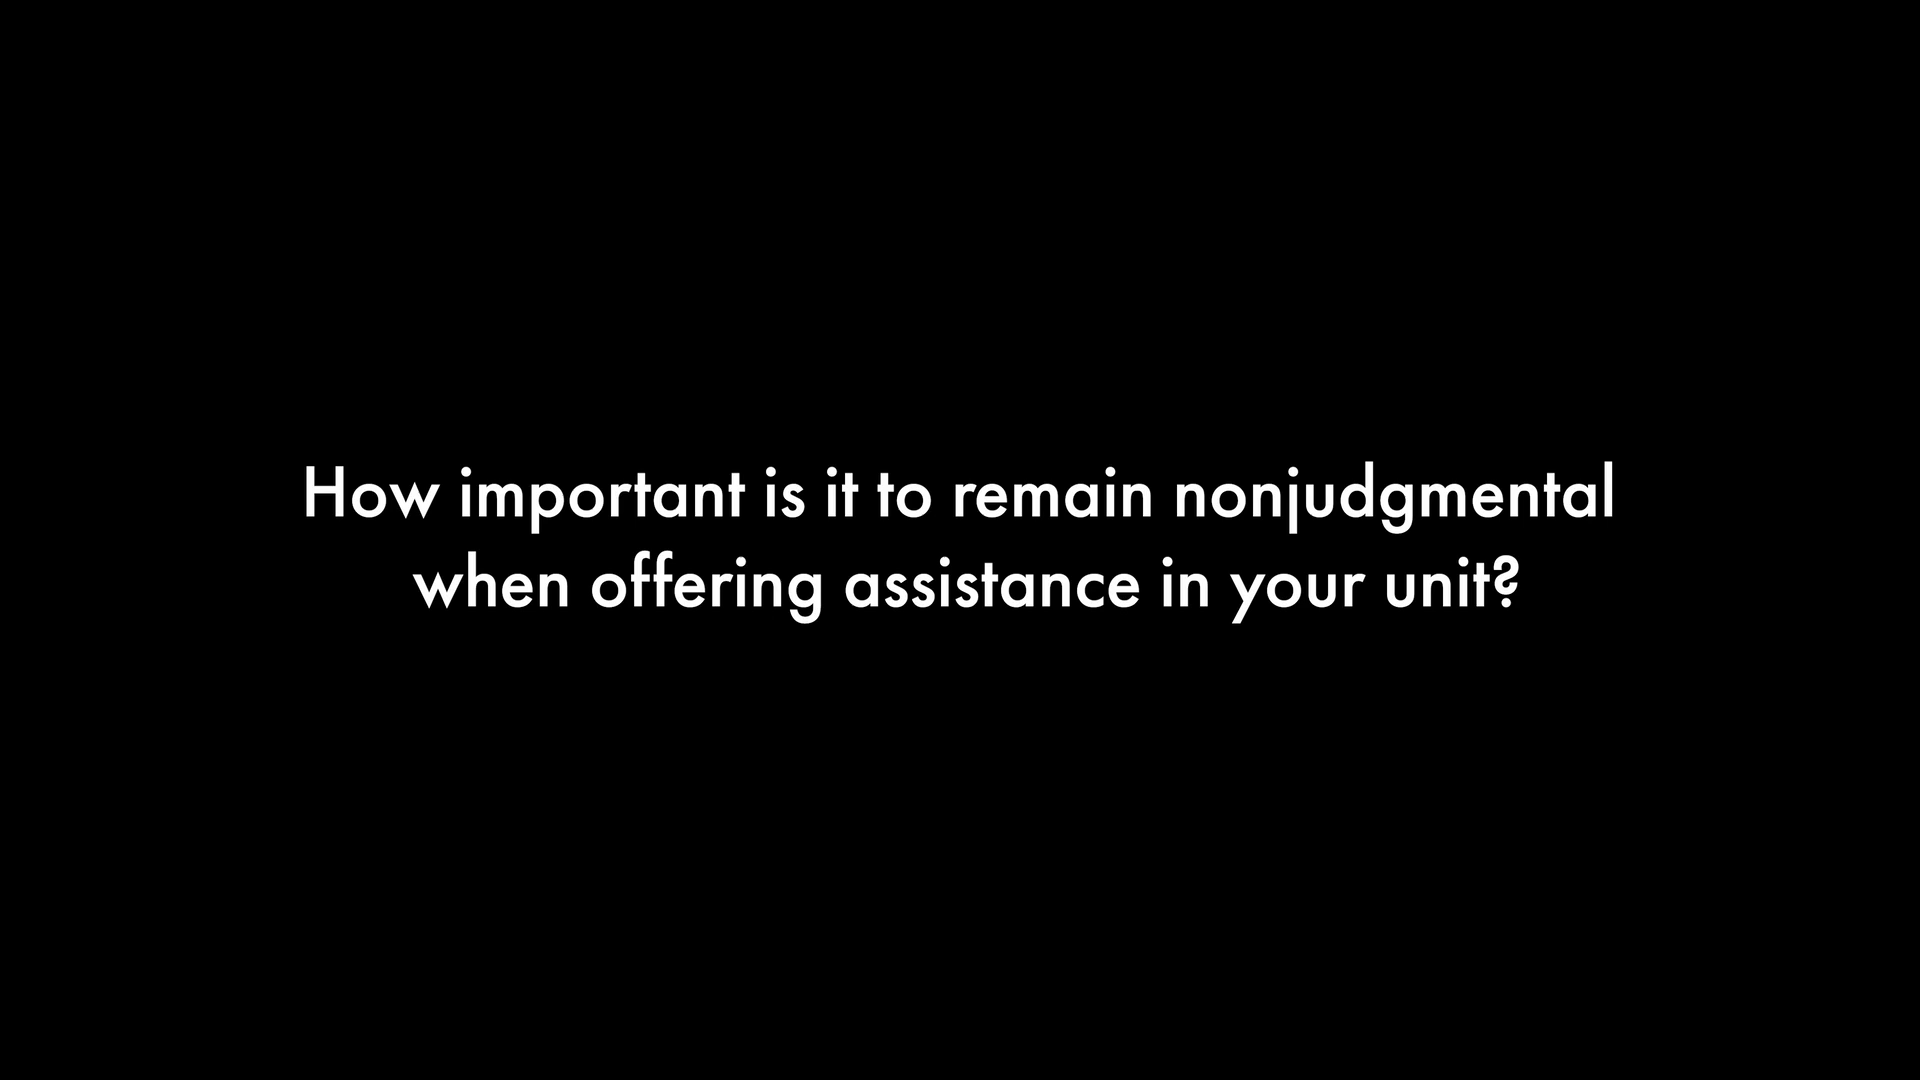 How important is it to remain nonjudgmental
when offering assistance in your unit?